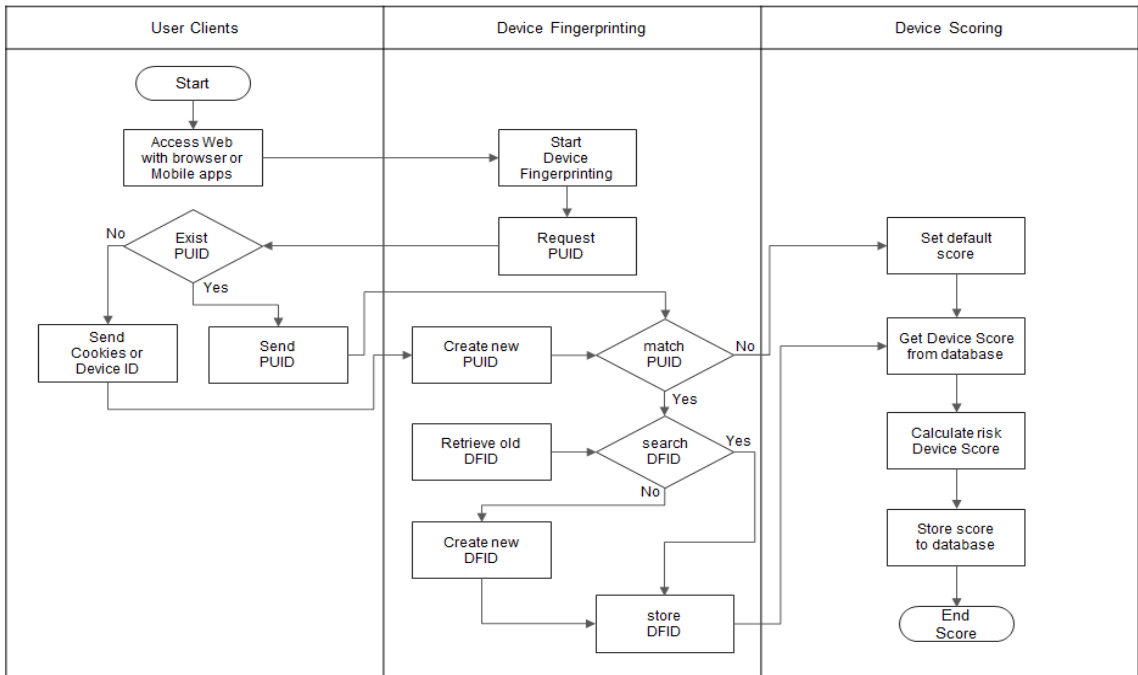 User Clients
Device Fingerprinting
Device Scoring
Start
Access Web
with browser or
Mobile apps
Start
Device
Fingerprinting
No
Exist
PUID
Yes
Request
PUID
Set default
score
Send
Cookies or
Device ID
Send
PUID
Create new
PUID
match
PUID
No
Yes
Get Device Score
from database
Retrieve old
DFID
search
DFID
Yes
No
Calculate risk
Device Score
Create new
DFID
Store score
to database
store
DFID
End
Score